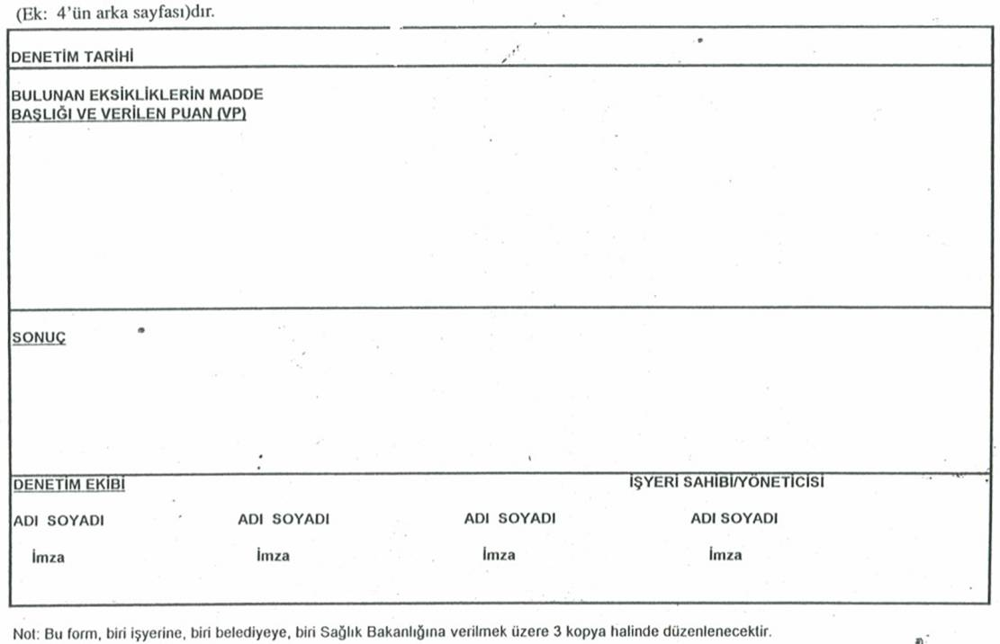 (Ek: 4'ün arka sayfası)dır.
DENETİM TARİHİ
BULUNAN EKSİKLİKLERİN MADDE
BAŞLIĞI VE VERİLEN PUAN (VP)
SONUÇ
DENETİM EKİBİ İŞYERİ SAHİBİ/YÖNETİCİSİ
ADI SOYADI ADI SOYADI ADI SOYADI ADI SOYADI
İmza İmza İmza İmza
Not: Bu form, biri işyerine, biri belediyeye, biri Sağlık Bakanlığına verilmek üzere 3 kopya halinde düzenlenecektir.